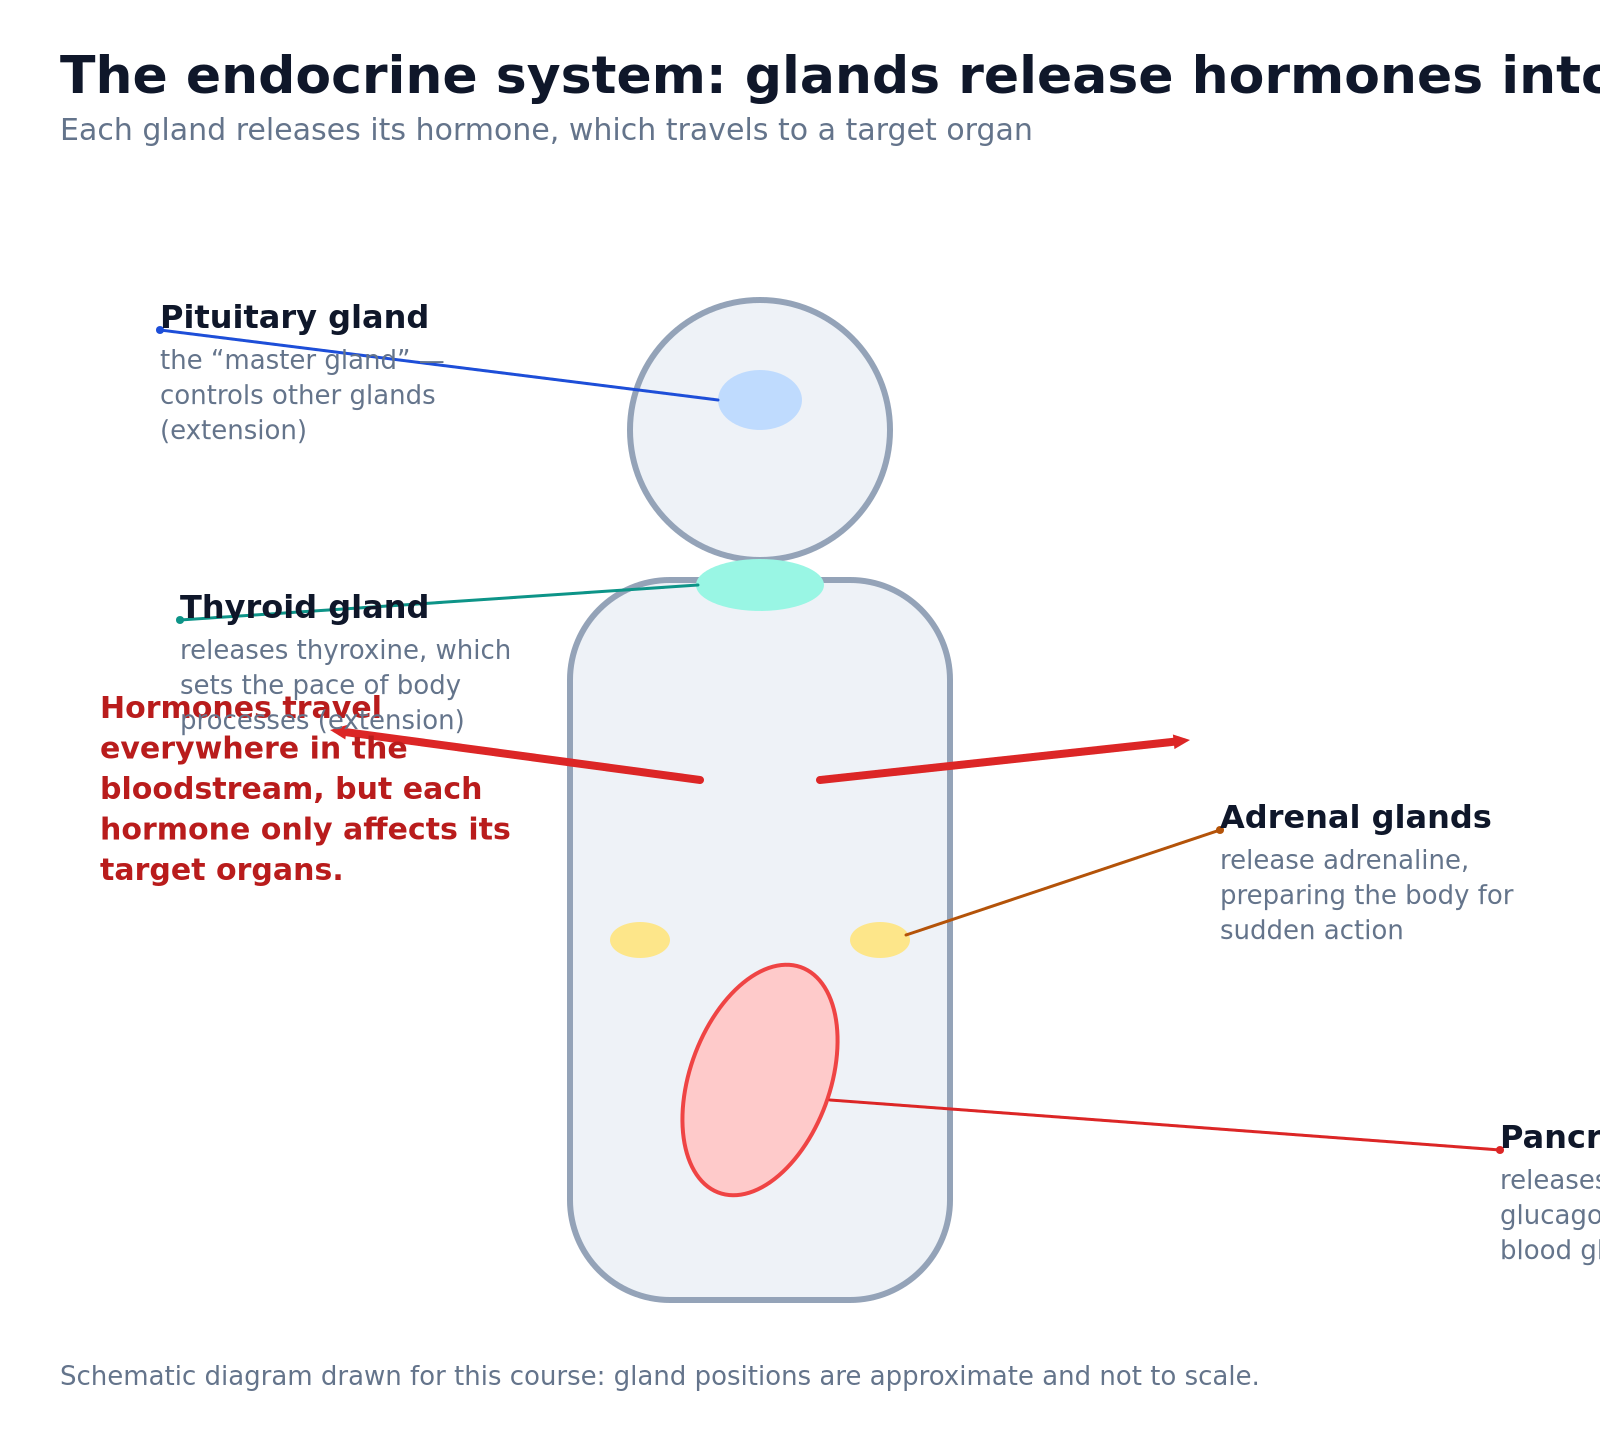 The endocrine system: glands release hormones into
Each gland releases its hormone, which travels to a target organ
Pituitary gland
the “master gland” —
controls other glands
(extension)
Thyroid gland
releases thyroxine, which
sets the pace of body
processes (extension)
Hormones travel
everywhere in the
bloodstream, but each
hormone only affects its
target organs.
Adrenal glands
release adrenaline,
preparing the body for
sudden action
Pancr
releases
glucago
blood gl
Schematic diagram drawn for this course: gland positions are approximate and not to scale.